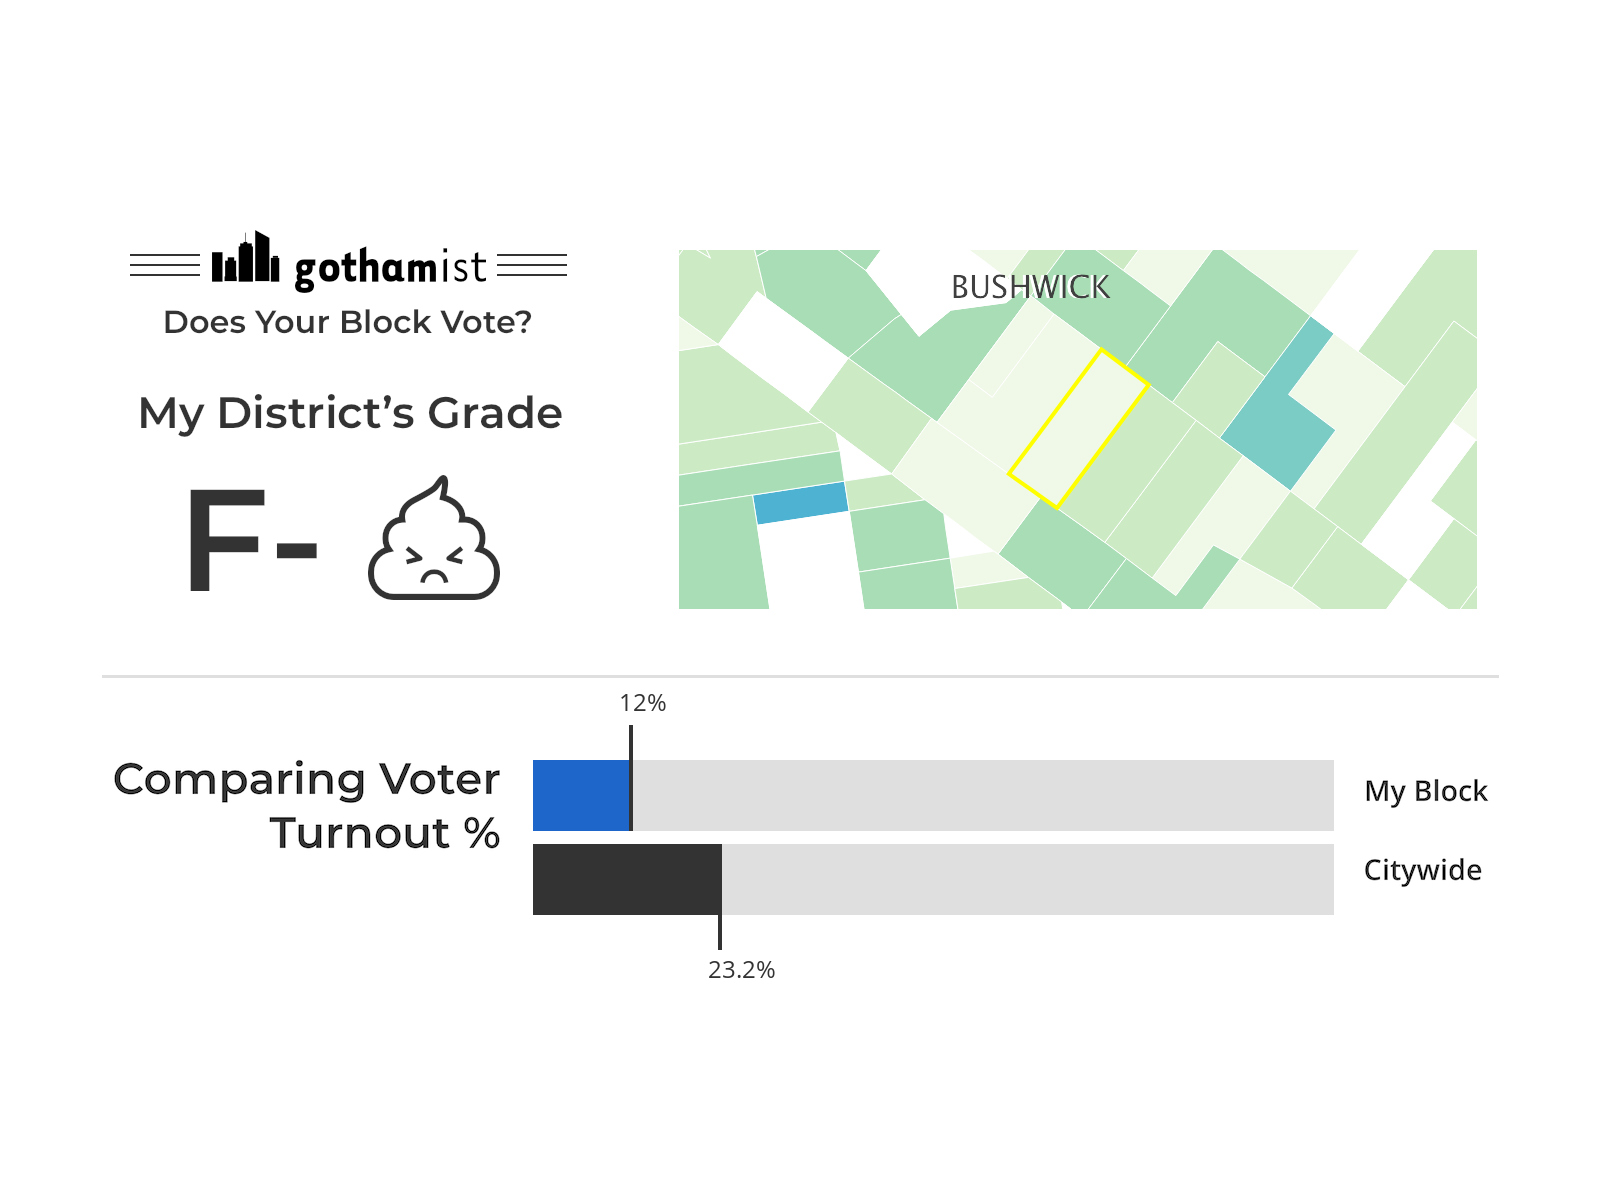 gothamist
Does Your Block Vote?
My District’s Grade
F-
BUSHWICK
12%
Comparing Voter
Turnout %
My Block
Citywide
23.2%